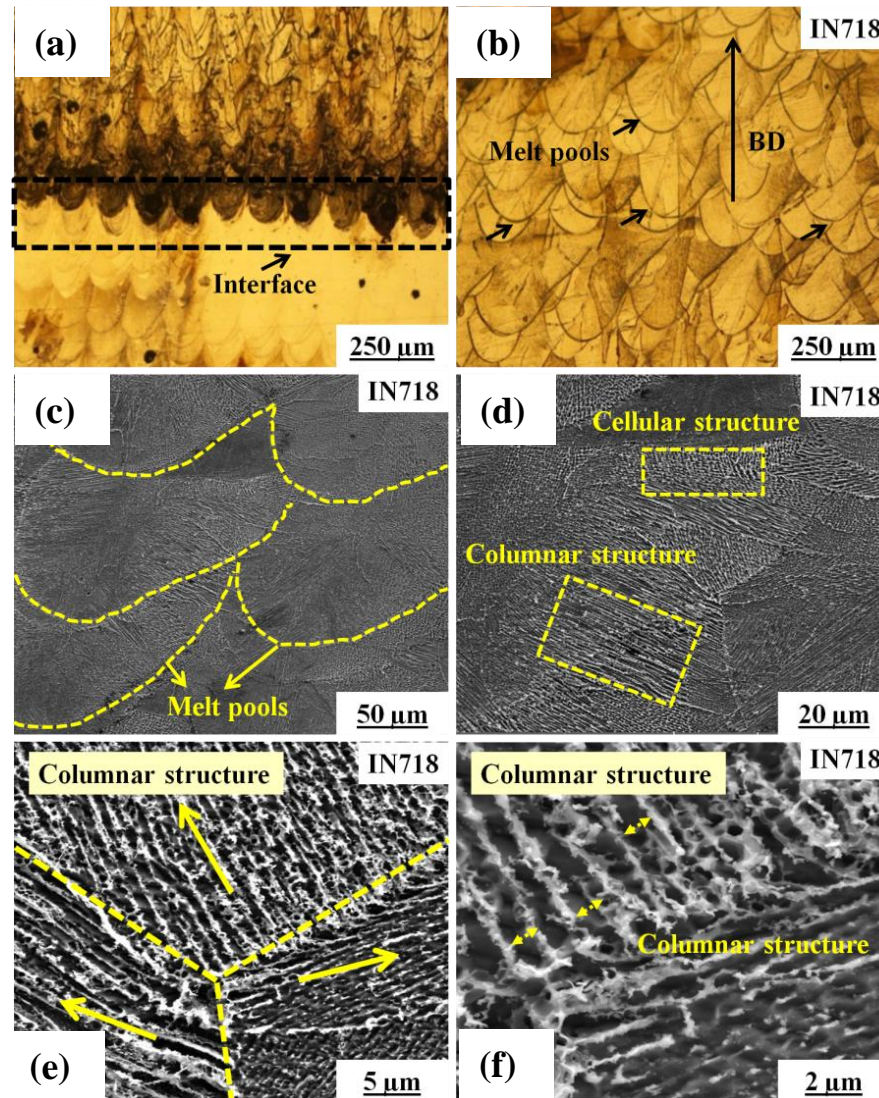 (a)
Interface
250 µm
(b)
IN718
Melt pools
BD
250 µm
(c)
IN718
Melt pools
50 µm
(d)
IN718
Cellular structure
Columnar structure
20 µm
IN718
Columnar structure
(e)
5 µm
IN718
Columnar structure
Columnar structure
(f)
2 µm